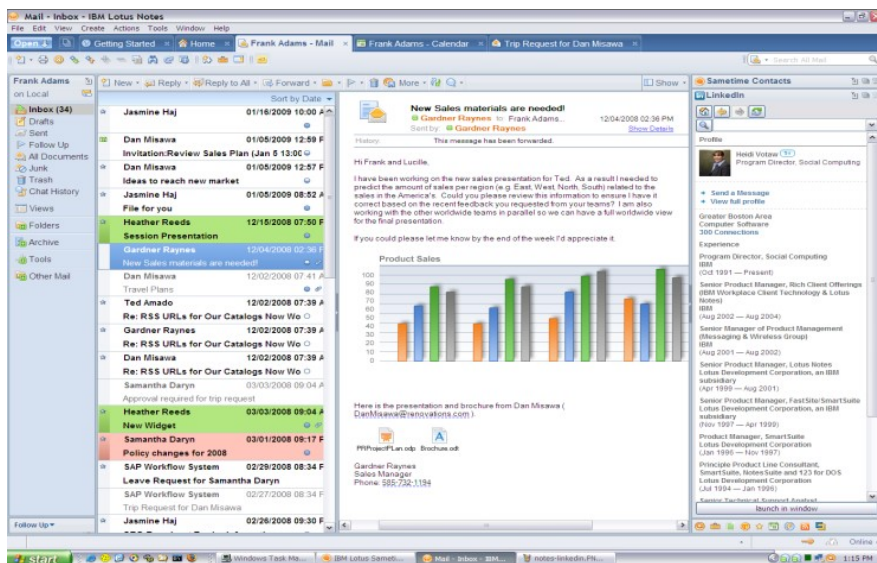 Mail - Inbox - IBM Lotus Notes
File Edit View Create Actions Tools Window Help
Open
Getting Started
Home
Frank Adams - Mail
Frank Adams - Calendar
Trip Request for Dan Misawa
Search All Mail
Frank Adams
on Local
Inbox (34)
Drafts
Sent
Follow Up
All Documents
Junk
Trash
Chat History
Views
Folders
Archive
Tools
Other Mail
Follow Up
New
Reply
Reply to All
Forward
More
Show
Sort by Date
Jasmine Haj 01/16/2009 10:00 A
Dan Misawa 01/05/2009 12:59 P
Invitation:Review Sales Plan (Jan 5 13:00
Dan Misawa 01/05/2009 12:57 P
Ideas to reach new market
Jasmine Haj 01/05/2009 08:52 A
File for you
Heather Reeds 12/15/2008 07:50 P
Session Presentation
Gardner Raynes 12/04/2008 02:36 P
New Sales materials are needed!
Dan Misawa 12/02/2008 07:41 A
Travel Plans
Ted Amado 12/02/2008 07:39 A
Re: RSS URLs for Our Catalogs Now Wo
Gardner Raynes 12/02/2008 07:39 A
Re: RSS URLs for Our Catalogs Now Wo
Dan Misawa 12/02/2008 07:39 A
Re: RSS URLs for Our Catalogs Now Wo
Samantha Daryn 03/03/2008 09:04 A
Approval required for trip request
Heather Reeds 03/03/2008 09:04 A
New Widget
Samantha Daryn 03/01/2008 09:17 P
Policy changes for 2008
SAP Workflow System 02/29/2008 08:34 P
Leave Request for Samantha Daryn
SAP Workflow System 02/27/2008 08:34 P
Trip Request for Dan Misawa
Jasmine Haj 02/26/2008 09:30 P
New Sales materials are needed!
Gardner Raynes to Frank Adams... 12/04/2008 02:36 PM
Sent by: Gardner Raynes
Show Details
History: This message has been forwarded.
Hi Frank and Lucille,
I have been working on the new sales presentation for Ted. As a result I needed to
predict the amount of sales per region (e.g. East, West, North, South) related to the
sales in the America's. Could you please review this information to ensure I have it
correct based on the recent feedback you requested from your teams? I am also
working with the other worldwide teams in parallel so we can have a full worldwide view
for the final presentation.
If you could please let me know by the end of the week I'd appreciate it.
Product Sales
100
90
80
70
60
50
40
30
20
10
0
Here is the presentation and brochure from Dan Misawa (
DanMisawa@renovations.com ).
PRProjectPLan.odp
Brochure.odt
Gardner Raynes
Sales Manager
Phone: 585-732-1194
Sametime Contacts
LinkedIn
Profile
Heidi Votaw
Program Director, Social Computing
Send a Message
View full profile
Greater Boston Area
Computer Software
300 Connections
Experience
Program Director, Social Computing
IBM
(Oct 1991 — Present)
Senior Product Manager, Rich Client Offerings
(IBM Workplace Client Technology & Lotus
Notes)
IBM
(Aug 2002 — Aug 2004)
Senior Manager of Product Management
(Messaging & Wireless Group)
IBM
(Aug 2001 — Aug 2002)
Senior Product Manager, Lotus Notes
Lotus Development Corporation, an IBM
subsidiary
(Apr 1999 — Aug 2001)
Senior Product Manager, FastSite/SmartSuite
Lotus Development Corporation, an IBM
subsidiary
(Nov 1997 — Apr 1999)
Product Manager, SmartSuite
Lotus Development Corporation
(Jan 1996 — Nov 1997)
Principle Product Line Consultant,
SmartSuite, NotesSuite and 123 for DOS
Lotus Development Corporation
(Jul 1994 — Jan 1996)
Senior Technical Support Analyst
launch in window
Online
start
Windows Task Ma...
IBM Lotus Sameti...
Mail - Inbox - IBM...
notes-linkedin.PN...
1:15 PM